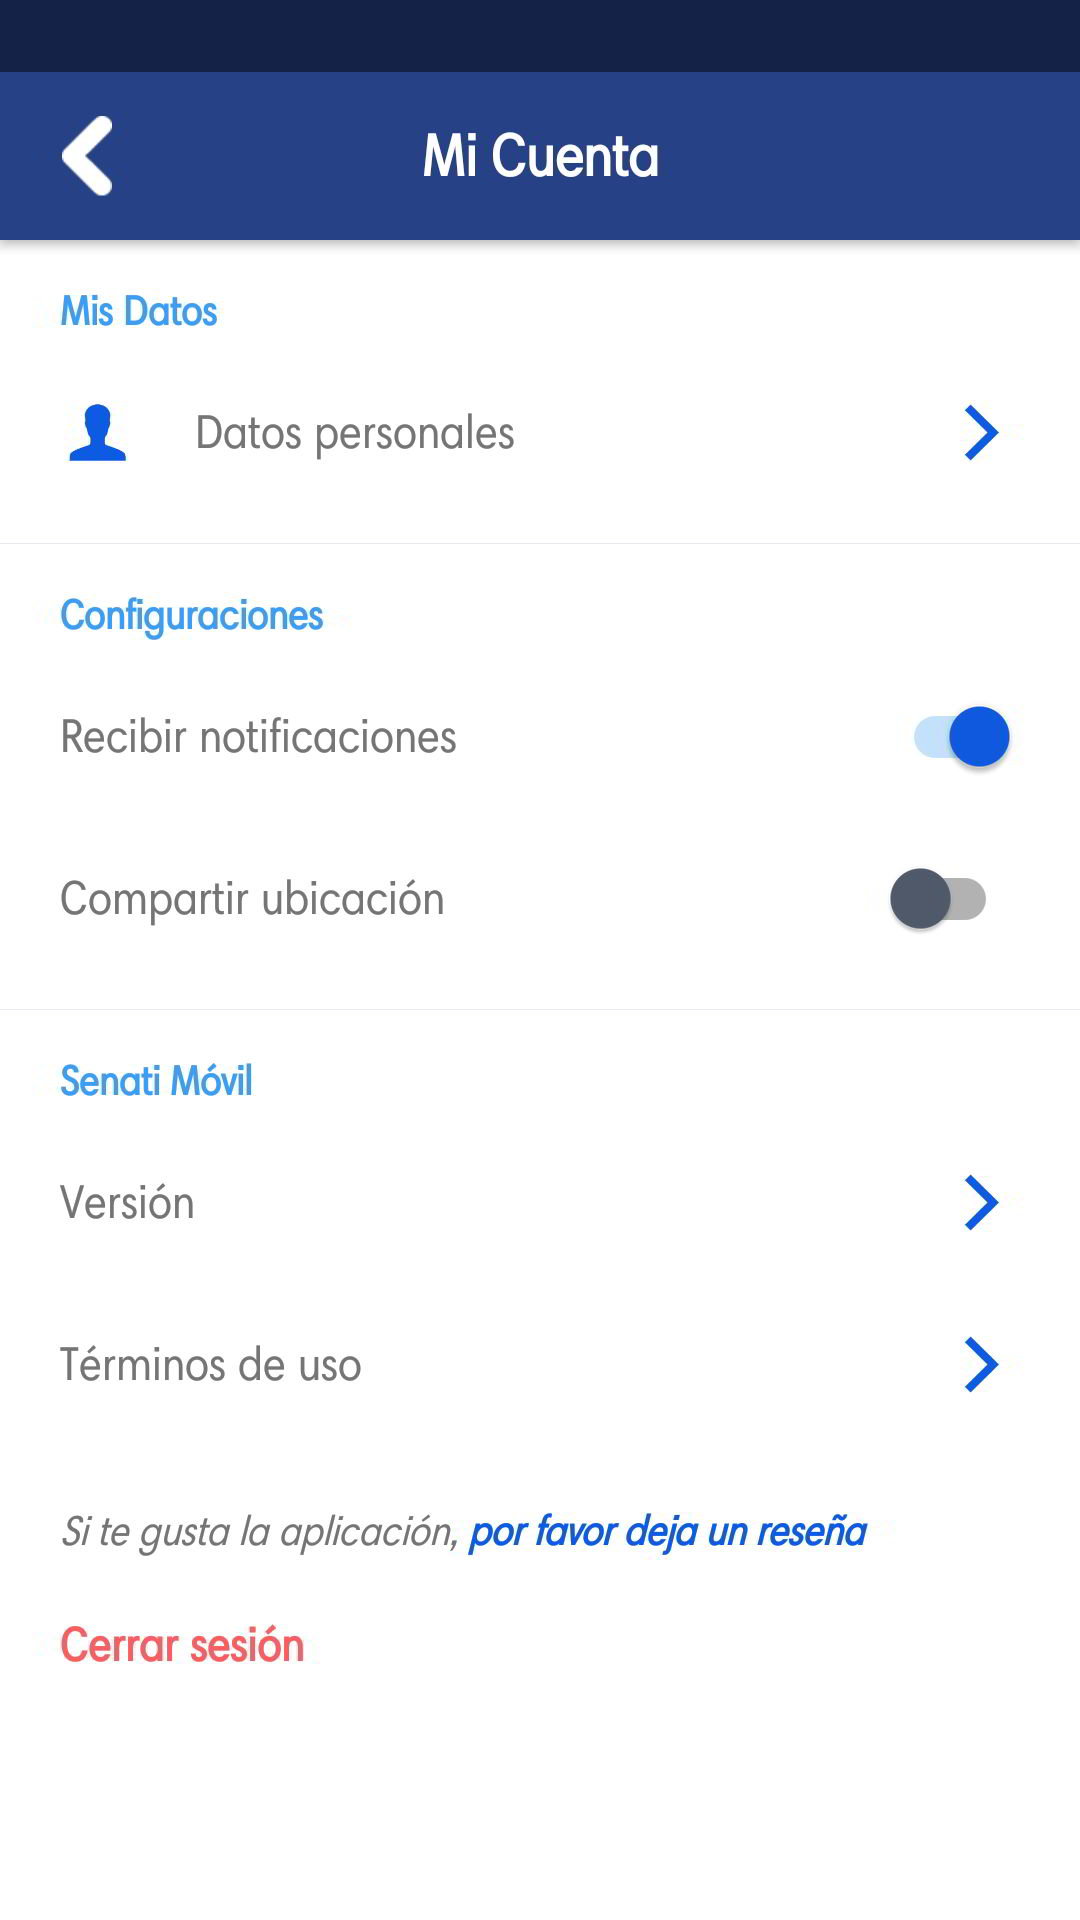 Mi Cuenta
Mis Datos
Datos personales
Configuraciones
Recibir notificaciones
Compartir ubicación
Senati Móvil
Versión
Términos de uso
Si te gusta la aplicación, por favor deja un reseña
Cerrar sesión